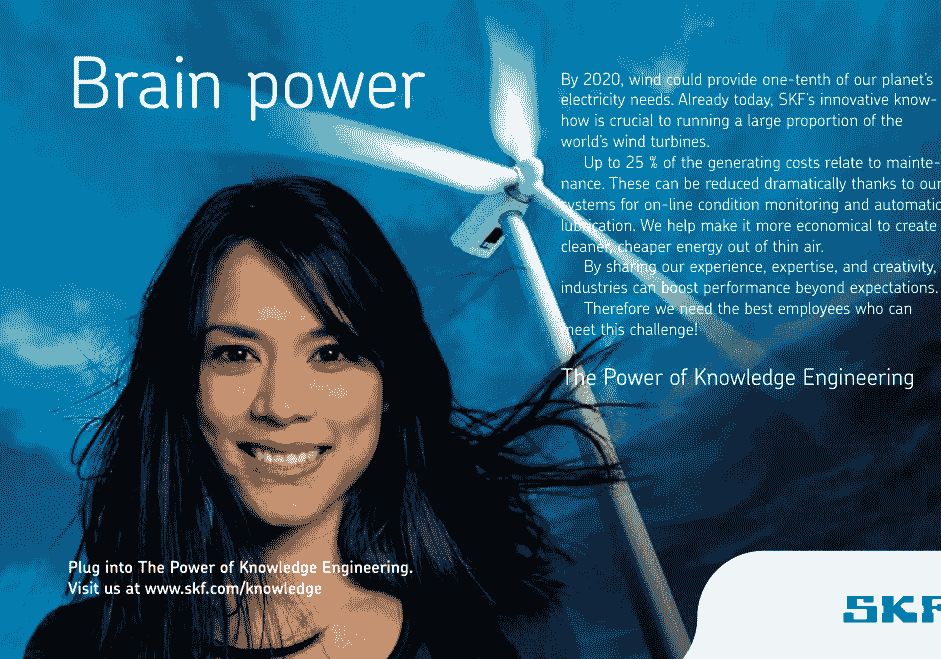 Brain power
By 2020, wind could provide one-tenth of our planet's
electricity needs. Already today, SKF's innovative know-
how is crucial to running a large proportion of the
world's wind turbines.
Up to 25 % of the generating costs relate to mainte-
nance. These can be reduced dramatically thanks to our
systems for on-line condition monitoring and automatic
lubrication. We help make it more economical to create
cleaner, cheaper energy out of thin air.
By sharing our experience, expertise, and creativity,
industries can boost performance beyond expectations.
Therefore we need the best employees who can
meet this challenge!
The Power of Knowledge Engineering
Plug into The Power of Knowledge Engineering.
Visit us at www.skf.com/knowledge
SKF